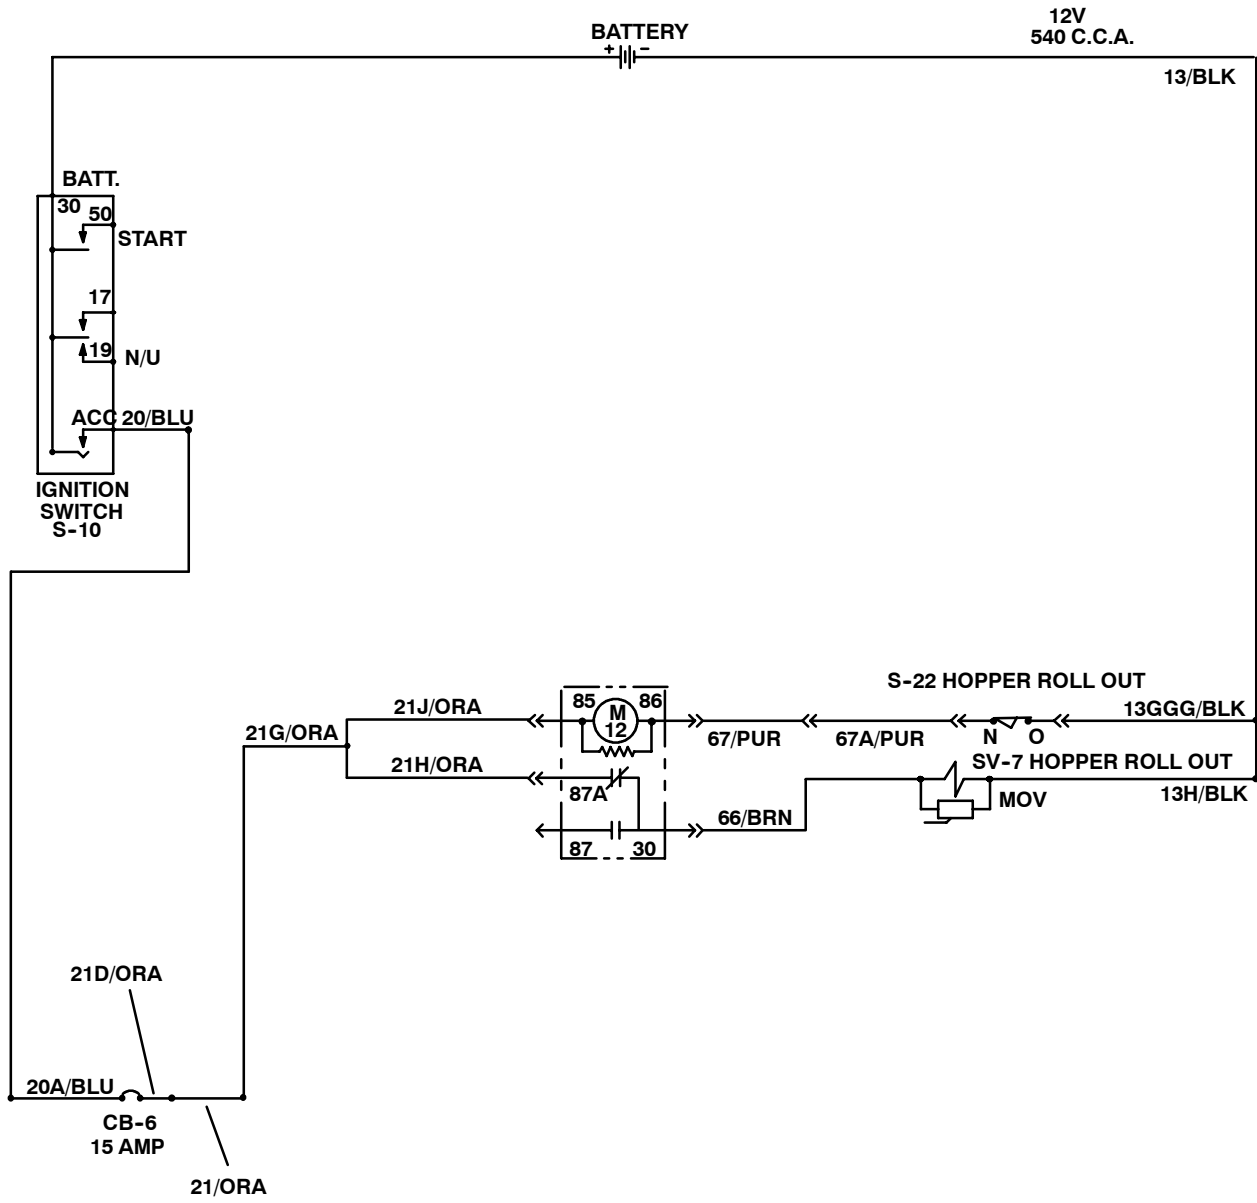 12V
540 C.C.A.
BATTERY
+ -
13/BLK
BATT.
30
50
START
17
19
N/U
ACC 20/BLU
IGNITION
SWITCH
S-10
S-22 HOPPER ROLL OUT
21J/ORA
85
86
M
12
13GGG/BLK
21G/ORA
67/PUR
67A/PUR
N O
21H/ORA
SV-7 HOPPER ROLL OUT
87A
MOV
13H/BLK
66/BRN
87
30
21D/ORA
20A/BLU
CB-6
15 AMP
21/ORA